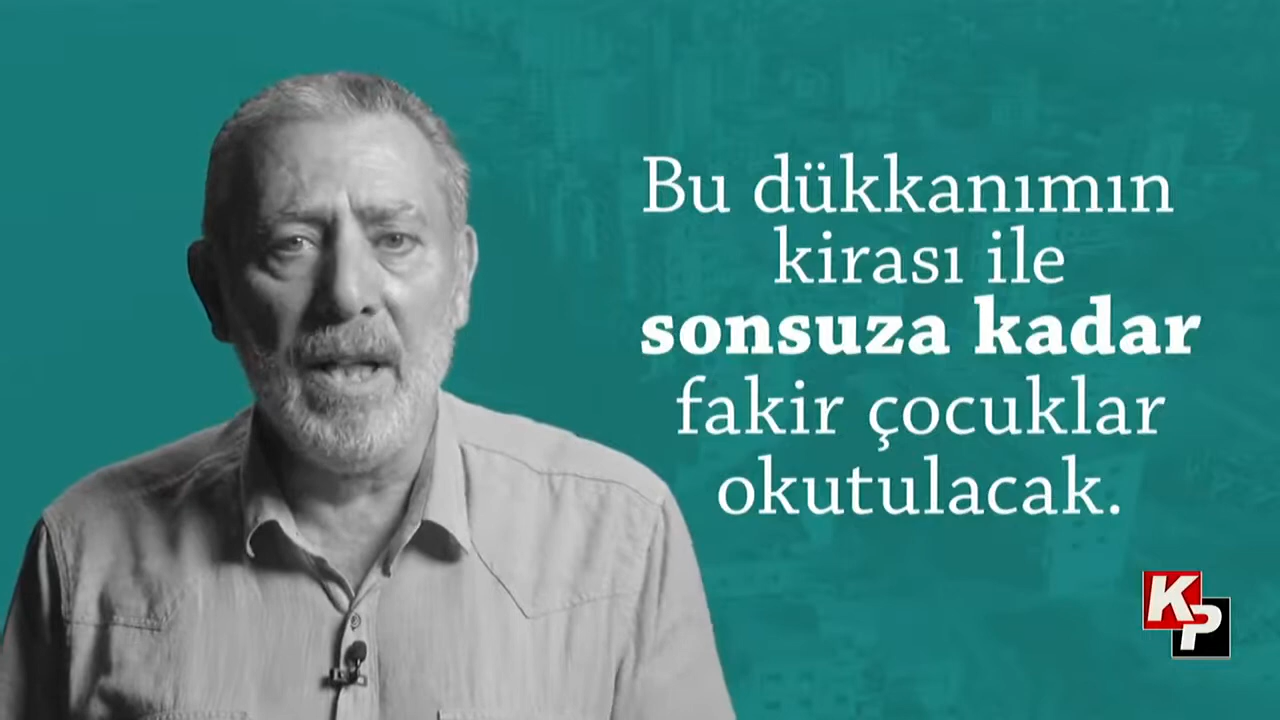 Bu dükkanımın
kirası ile
sonsuza kadar
fakir çocuklar
okutulacak.
KP